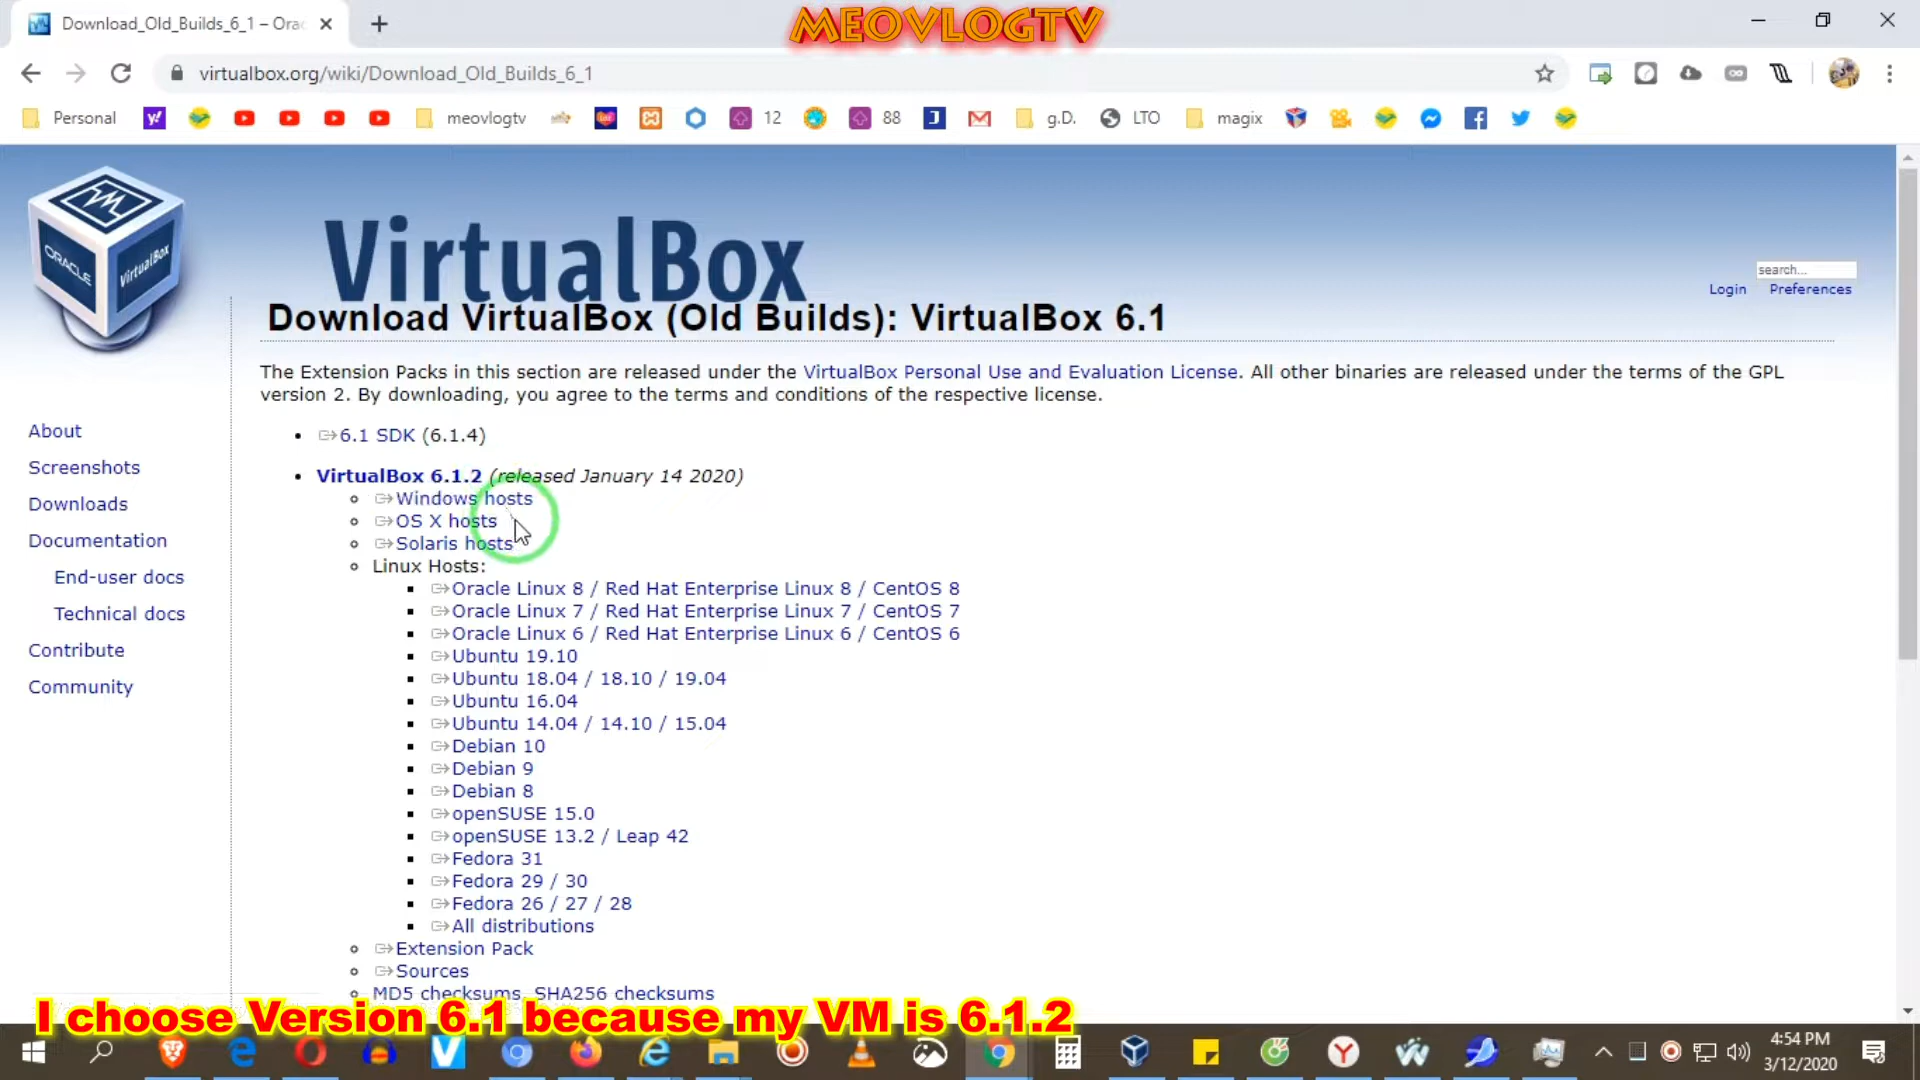 Download_Old_Builds_6_1 – Orac
MEOVLOGTV
virtualbox.org/wiki/Download_Old_Builds_6_1
Personal
meovlogtv
12
88
g.D.
LTO
magix
ORACLE
VirtualBox
VirtualBox
search...
Login
Preferences
Download VirtualBox (Old Builds): VirtualBox 6.1
The Extension Packs in this section are released under the VirtualBox Personal Use and Evaluation License. All other binaries are released under the terms of the GPL
version 2. By downloading, you agree to the terms and conditions of the respective license.
About
Screenshots
Downloads
Documentation
End-user docs
Technical docs
Contribute
Community
6.1 SDK (6.1.4)
VirtualBox 6.1.2 (released January 14 2020)
Windows hosts
OS X hosts
Solaris hosts
Linux Hosts:
Oracle Linux 8 / Red Hat Enterprise Linux 8 / CentOS 8
Oracle Linux 7 / Red Hat Enterprise Linux 7 / CentOS 7
Oracle Linux 6 / Red Hat Enterprise Linux 6 / CentOS 6
Ubuntu 19.10
Ubuntu 18.04 / 18.10 / 19.04
Ubuntu 16.04
Ubuntu 14.04 / 14.10 / 15.04
Debian 10
Debian 9
Debian 8
openSUSE 15.0
openSUSE 13.2 / Leap 42
Fedora 31
Fedora 29 / 30
Fedora 26 / 27 / 28
All distributions
Extension Pack
Sources
MD5 checksums, SHA256 checksums
I choose Version 6.1 because my VM is 6.1.2
4:54 PM
3/12/2020